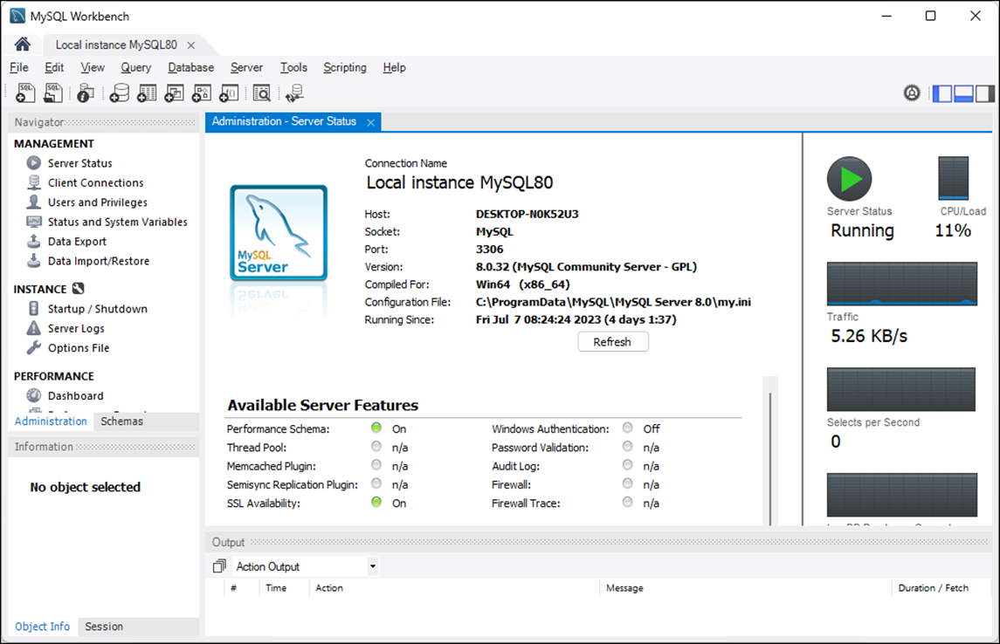 MySQL Workbench
Local instance MySQL80
File Edit View Query Database Server Tools Scripting Help
SQL SQL
Navigator
MANAGEMENT
Server Status
Client Connections
Users and Privileges
Status and System Variables
Data Export
Data Import/Restore
INSTANCE
Startup / Shutdown
Server Logs
Options File
PERFORMANCE
Dashboard
Administration Schemas
Information
No object selected
Object Info Session
Administration - Server Status
MySQL
Server
Connection Name
Local instance MySQL80
Host: DESKTOP-N0K52U3
Socket: MySQL
Port: 3306
Version: 8.0.32 (MySQL Community Server - GPL)
Compiled For: Win64 (x86_64)
Configuration File: C:\ProgramData\MySQL\MySQL Server 8.0\my.ini
Running Since: Fri Jul 7 08:24:24 2023 (4 days 1:37)
Refresh
Available Server Features
Performance Schema: On Windows Authentication: Off
Thread Pool: n/a Password Validation: n/a
Memcached Plugin: n/a Audit Log: n/a
Semisync Replication Plugin: n/a Firewall: n/a
SSL Availability: On Firewall Trace: n/a
Server Status CPU/Load
Running 11%
Traffic
5.26 KB/s
Selects per Second
0
Output
Action Output
# Time Action Message Duration / Fetch